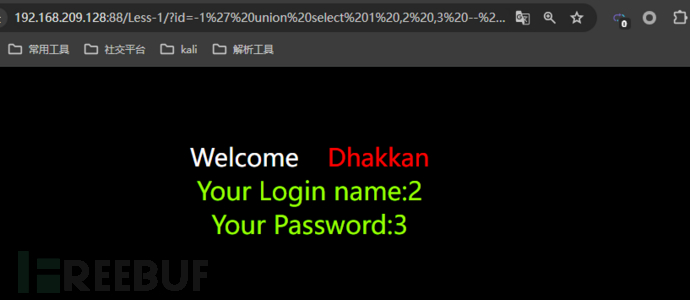 192.168.209.128:88/Less-1/?id=-1%27%20union%20select%201%20,2%20,3%20--%2...
0
常用工具 社交平台 kali 解析工具
Welcome Dhakkan
Your Login name:2
Your Password:3
FREEBUF